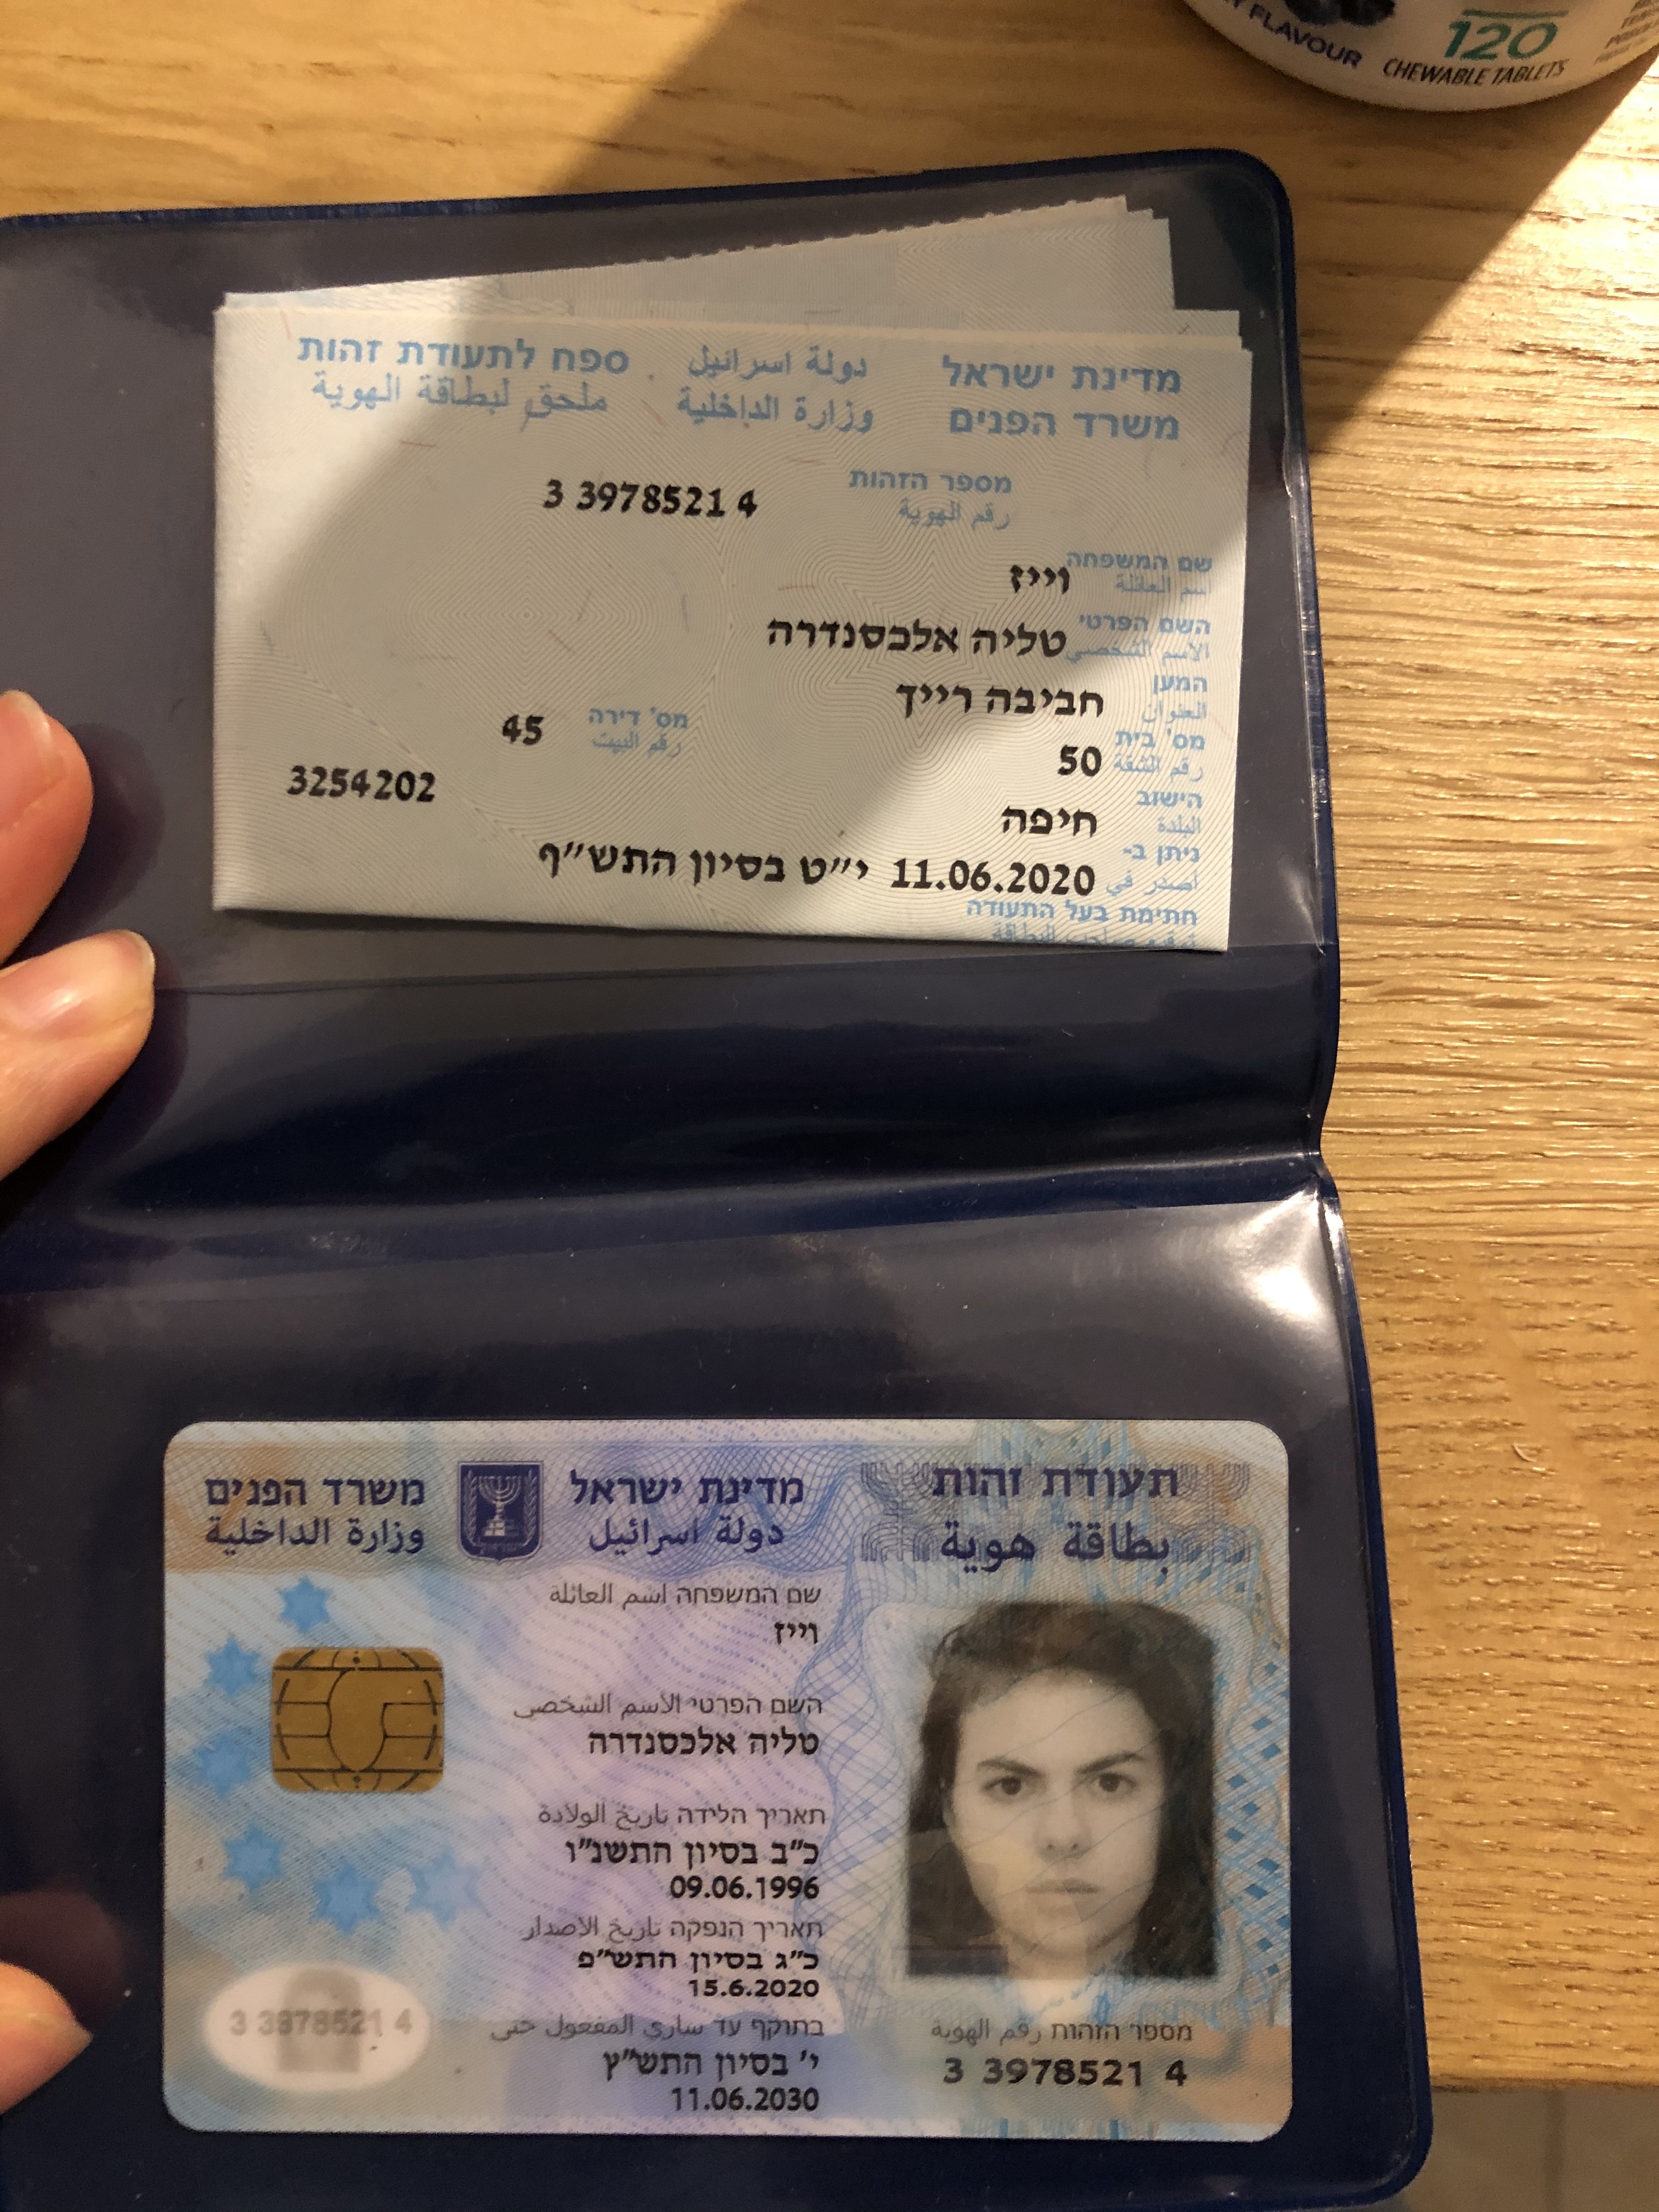 FLAVOUR
120
CHEWABLE TABLETS
מדינת ישראל دولة اسرائيل ספח לתעודת זהות
משרד הפנים وزارة الداخلية ملحق لبطاقة الهوية
מספר הזהות 3 3978521 4
رقم الهوية
שם המשפחה וייז
اسم العائلة
השם הפרטי טליה אלכסנדרה
الاسم الشخصي
המען חביבה רייך
العنوان
מס' בית 50 מס' דירה 45
رقم الشقة رقم البيت
הישוב חיפה 3254202
البلدة
ניתן ב- 11.06.2020 י"ט בסיון התש"ף
أصدر في
חתימת בעל התעודה
תעודת זהות מדינת ישראל משרד הפנים
بطاقة هوية دولة اسرائيل وزارة الداخلية
שם המשפחה اسم العائلة
וייז
השם הפרטי الاسم الشخصي
טליה אלכסנדרה
תאריך הלידה تاريخ الولادة
כ"ב בסיון התשנ"ו
09.06.1996
תאריך הנפקה تاريخ الاصدار
כ"ג בסיון התש"פ
15.6.2020
בתוקף עד ساري المفعول حتى
י' בסיון התש"ץ
11.06.2030
מספר הזהות رقم الهوية
3 3978521 4
3 3978521 4